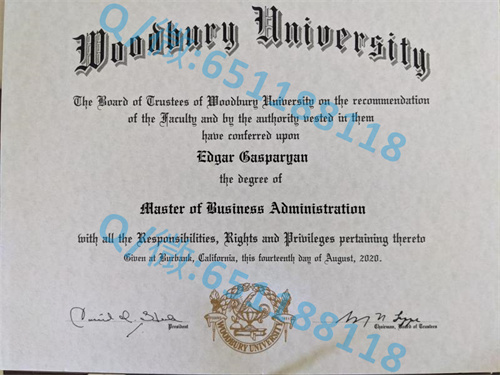 Woodbury University
The Board of Trustees of Woodbury University on the recommendation
of the Faculty and by the authority vested in them
have conferred upon
Edgar Gasparyan
the degree of
Master of Business Administration
with all the Responsibilities, Rights and Privileges pertaining thereto
Given at Burbank, California, this fourteenth day of August, 2020.
President
Chairman, Board of Trustees
WOODBURY UNIVERSITY
Q/微:651188118
Q/微:651188118